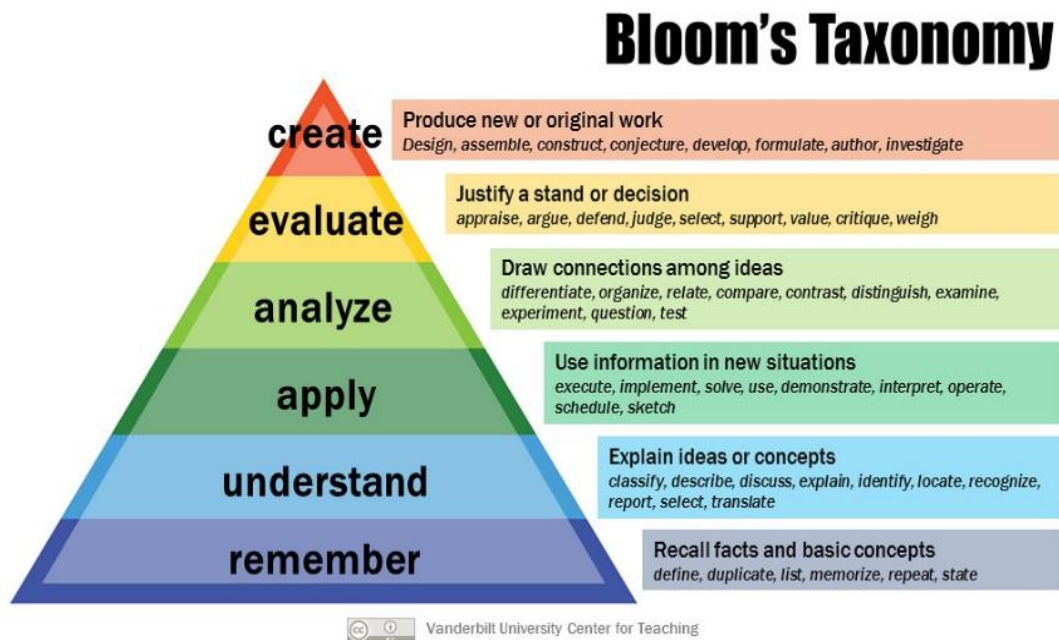 Bloom's Taxonomy
create
Produce new or original work
Design, assemble, construct, conjecture, develop, formulate, author, investigate
evaluate
Justify a stand or decision
appraise, argue, defend, judge, select, support, value, critique, weigh
analyze
Draw connections among ideas
differentiate, organize, relate, compare, contrast, distinguish, examine,
experiment, question, test
apply
Use information in new situations
execute, implement, solve, use, demonstrate, interpret, operate,
schedule, sketch
understand
Explain ideas or concepts
classify, describe, discuss, explain, identify, locate, recognize,
report, select, translate
remember
Recall facts and basic concepts
define, duplicate, list, memorize, repeat, state
cc
Vanderbilt University Center for Teaching